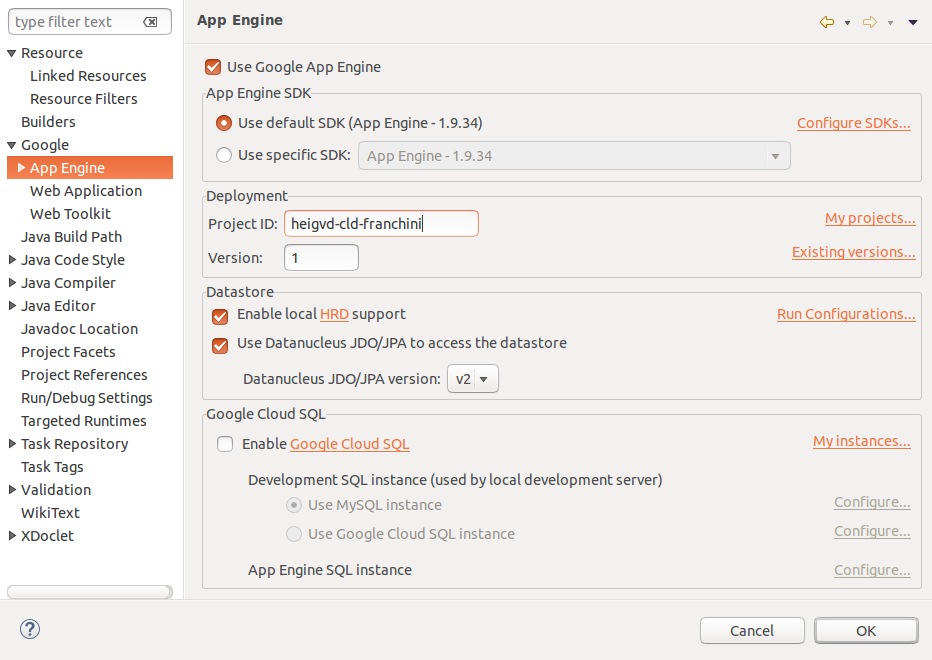 type filter text
Resource
Linked Resources
Resource Filters
Builders
Google
App Engine
Web Application
Web Toolkit
Java Build Path
Java Code Style
Java Compiler
Java Editor
Javadoc Location
Project Facets
Project References
Run/Debug Settings
Targeted Runtimes
Task Repository
Task Tags
Validation
WikiText
XDoclet
App Engine
Use Google App Engine
App Engine SDK
Use default SDK (App Engine - 1.9.34) Configure SDKs...
Use specific SDK: App Engine - 1.9.34
Deployment
Project ID: heigvd-cld-franchini My projects...
Version: 1 Existing versions...
Datastore
Enable local HRD support Run Configurations...
Use Datanucleus JDO/JPA to access the datastore
Datanucleus JDO/JPA version: v2
Google Cloud SQL
Enable Google Cloud SQL My instances...
Development SQL instance (used by local development server)
Use MySQL instance Configure...
Use Google Cloud SQL instance Configure...
App Engine SQL instance Configure...
? Cancel OK